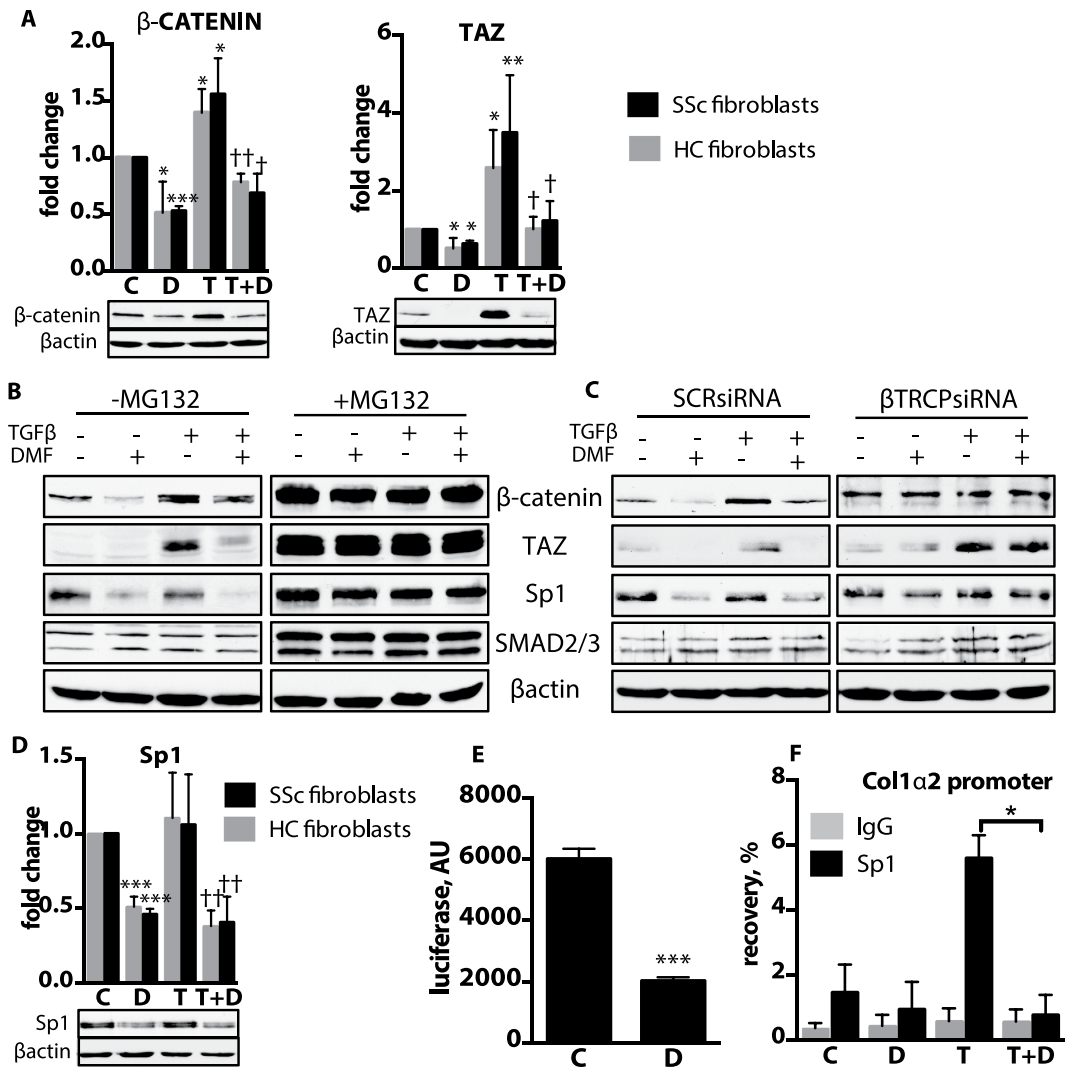 A
β-CATENIN
2.0
1.5
1.0
0.5
0.0
fold change
*
***
*
*
††
†
C D T T+D
β-catenin
βactin
TAZ
6
4
2
0
fold change
* *
*
**
†
†
C D T T+D
TAZ
βactin
SSc fibroblasts
HC fibroblasts
B
-MG132
+MG132
TGFβ - - + + - - + +
DMF - + - + - + - +
C
SCRsiRNA
βTRCPsiRNA
TGFβ - - + + - - + +
DMF - + - + - + - +
β-catenin
TAZ
Sp1
SMAD2/3
βactin
D
Sp1
1.5
1.0
0.5
0.0
fold change
***
***
††
††
C D T T+D
Sp1
βactin
SSc fibroblasts
HC fibroblasts
E
8000
6000
4000
2000
0
luciferase, AU
***
C D
F
Col1α2 promoter
8
6
4
2
0
recovery, %
IgG
Sp1
*
C D T T+D